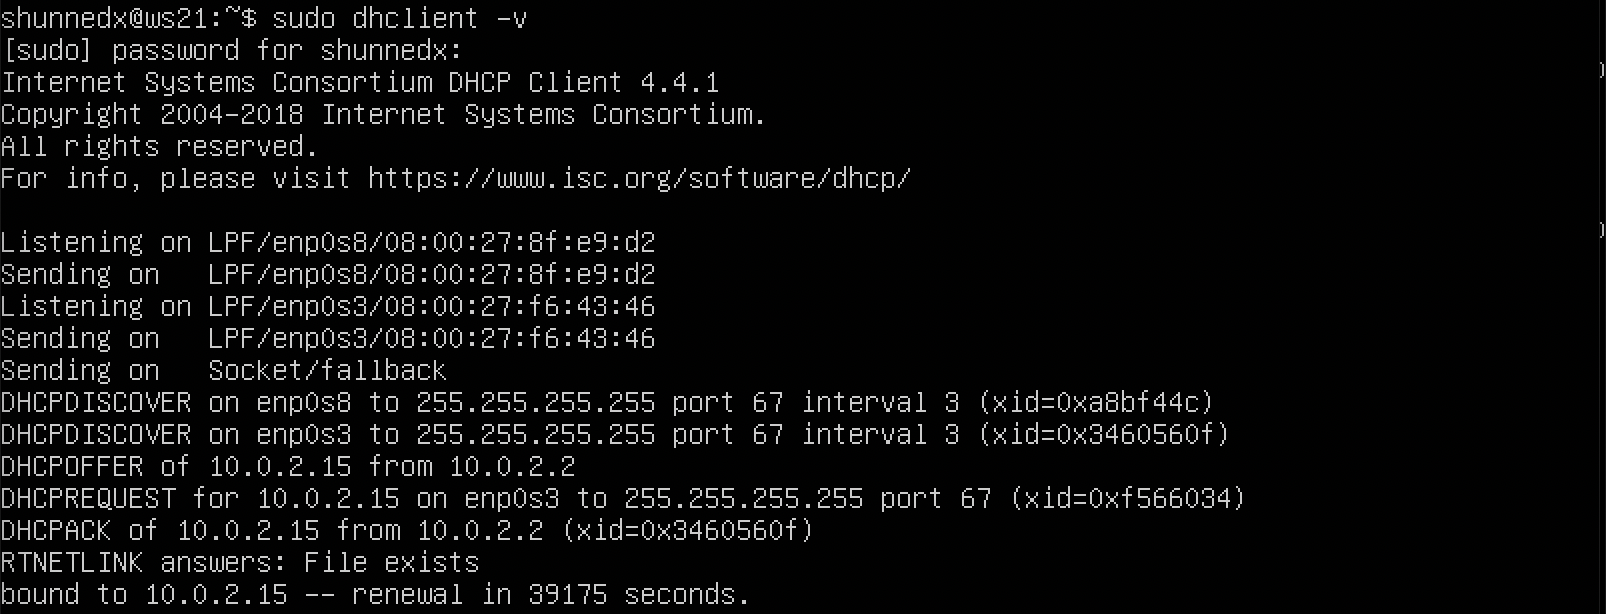 shunnedx@ws21:~$ sudo dhclient -v
[sudo] password for shunnedx:
Internet Systems Consortium DHCP Client 4.4.1
Copyright 2004-2018 Internet Systems Consortium.
All rights reserved.
For info, please visit https://www.isc.org/software/dhcp/

Listening on LPF/enp0s8/08:00:27:8f:e9:d2
Sending on   LPF/enp0s8/08:00:27:8f:e9:d2
Listening on LPF/enp0s3/08:00:27:f6:43:46
Sending on   LPF/enp0s3/08:00:27:f6:43:46
Sending on   Socket/fallback
DHCPDISCOVER on enp0s8 to 255.255.255.255 port 67 interval 3 (xid=0xa8bf44c)
DHCPDISCOVER on enp0s3 to 255.255.255.255 port 67 interval 3 (xid=0x3460560f)
DHCPOFFER of 10.0.2.15 from 10.0.2.2
DHCPREQUEST for 10.0.2.15 on enp0s3 to 255.255.255.255 port 67 (xid=0xf566034)
DHCPACK of 10.0.2.15 from 10.0.2.2 (xid=0x3460560f)
RTNETLINK answers: File exists
bound to 10.0.2.15 -- renewal in 39175 seconds.